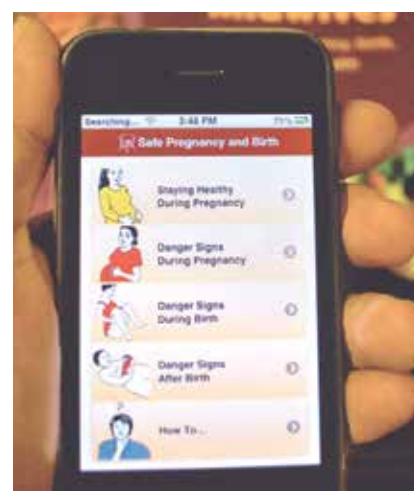 Searching... 3:46 PM
Safe Pregnancy and Birth
Staying Healthy
During Pregnancy
Danger Signs
During Pregnancy
Danger Signs
During Birth
Danger Signs
After Birth
How To...